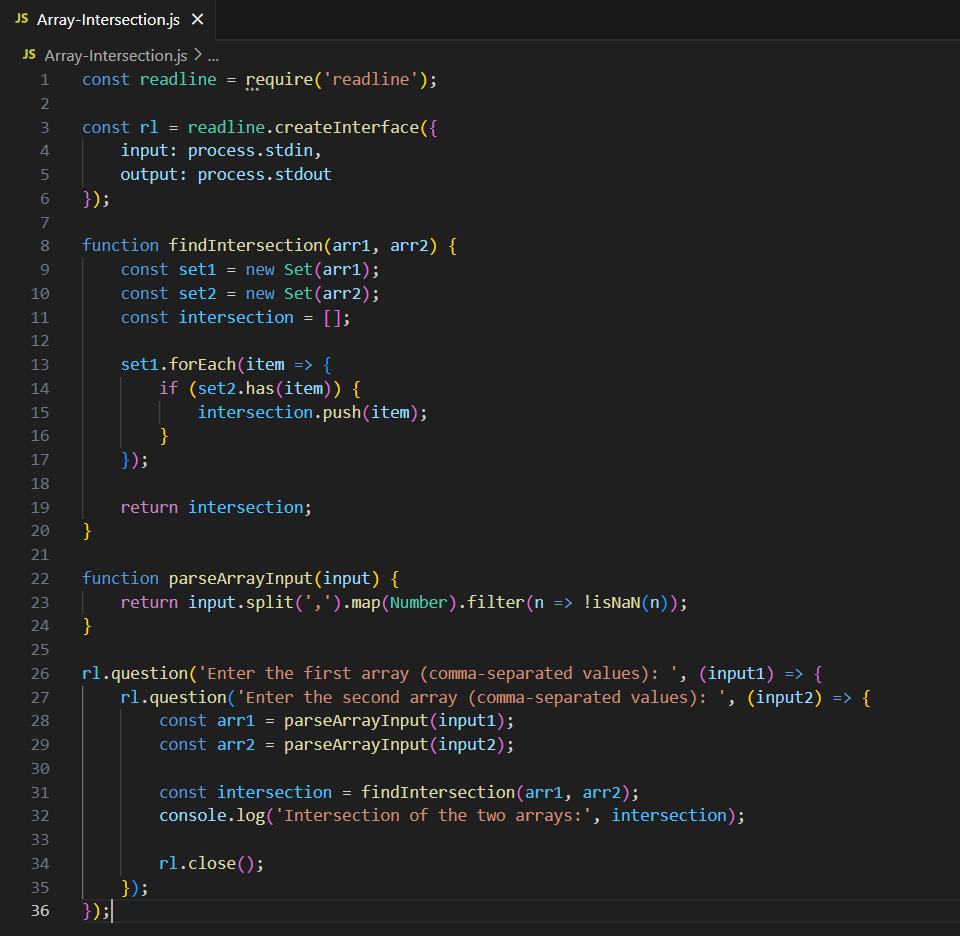 JS Array-Intersection.js ×
JS Array-Intersection.js > ...
1 const readline = require('readline');
2
3 const rl = readline.createInterface({
4     input: process.stdin,
5     output: process.stdout
6 });
7
8 function findIntersection(arr1, arr2) {
9     const set1 = new Set(arr1);
10     const set2 = new Set(arr2);
11     const intersection = [];
12
13     set1.forEach(item => {
14         if (set2.has(item)) {
15             intersection.push(item);
16         }
17     });
18
19     return intersection;
20 }
21
22 function parseArrayInput(input) {
23     return input.split(',').map(Number).filter(n => !isNaN(n));
24 }
25
26 rl.question('Enter the first array (comma-separated values): ', (input1) => {
27     rl.question('Enter the second array (comma-separated values): ', (input2) => {
28         const arr1 = parseArrayInput(input1);
29         const arr2 = parseArrayInput(input2);
30
31         const intersection = findIntersection(arr1, arr2);
32         console.log('Intersection of the two arrays:', intersection);
33
34         rl.close();
35     });
36 });